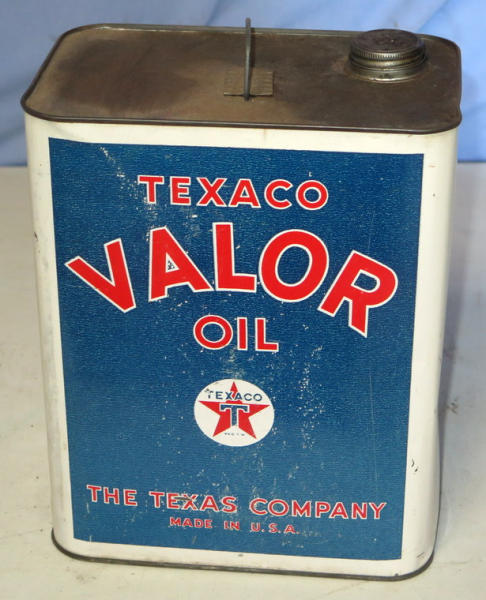 TEXACO
VALOR
OIL
TEXACO
T
THE TEXAS COMPANY
MADE IN U.S.A.